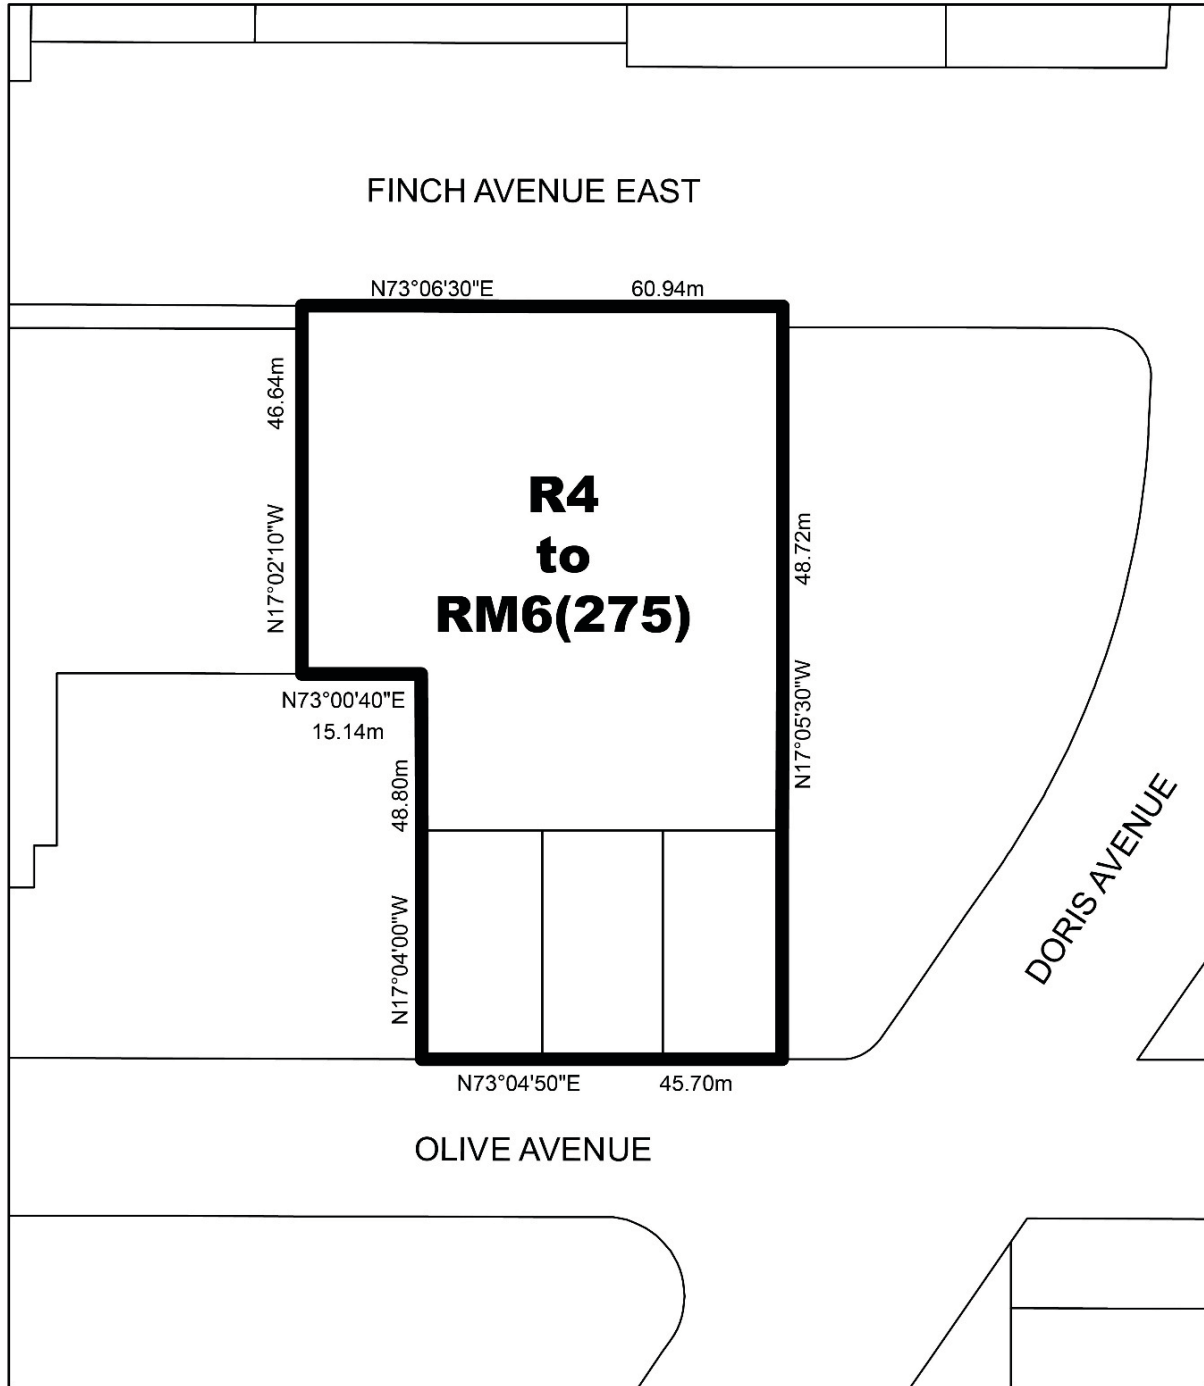 FINCH AVENUE EAST
N73°06'30"E 60.94m
46.64m
N17°02'10"W
R4
to
RM6(275)
48.72m
N17°05'30"W
N73°00'40"E
15.14m
48.80m
N17°04'00"W
DORIS AVENUE
N73°04'50"E 45.70m
OLIVE AVENUE